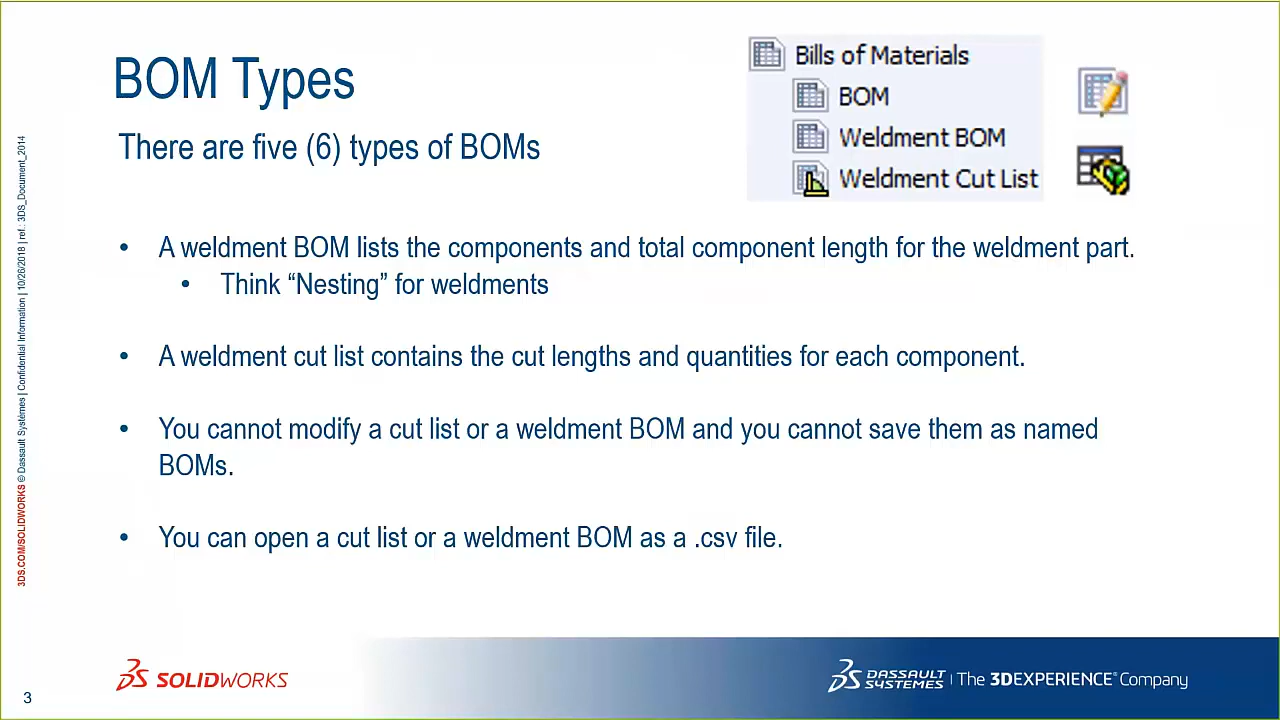 BOM Types
There are five (6) types of BOMs
Bills of Materials
BOM
Weldment BOM
Weldment Cut List
• A weldment BOM lists the components and total component length for the weldment part.
• Think “Nesting” for weldments
• A weldment cut list contains the cut lengths and quantities for each component.
• You cannot modify a cut list or a weldment BOM and you cannot save them as named
BOMs.
• You can open a cut list or a weldment BOM as a .csv file.
3DS.COM/SOLIDWORKS © Dassault Systèmes | Confidential Information | 10/26/2018 | ref.: 3DS_Document_2014
3
SOLIDWORKS
DASSAULT SYSTEMES | The 3DEXPERIENCE® Company